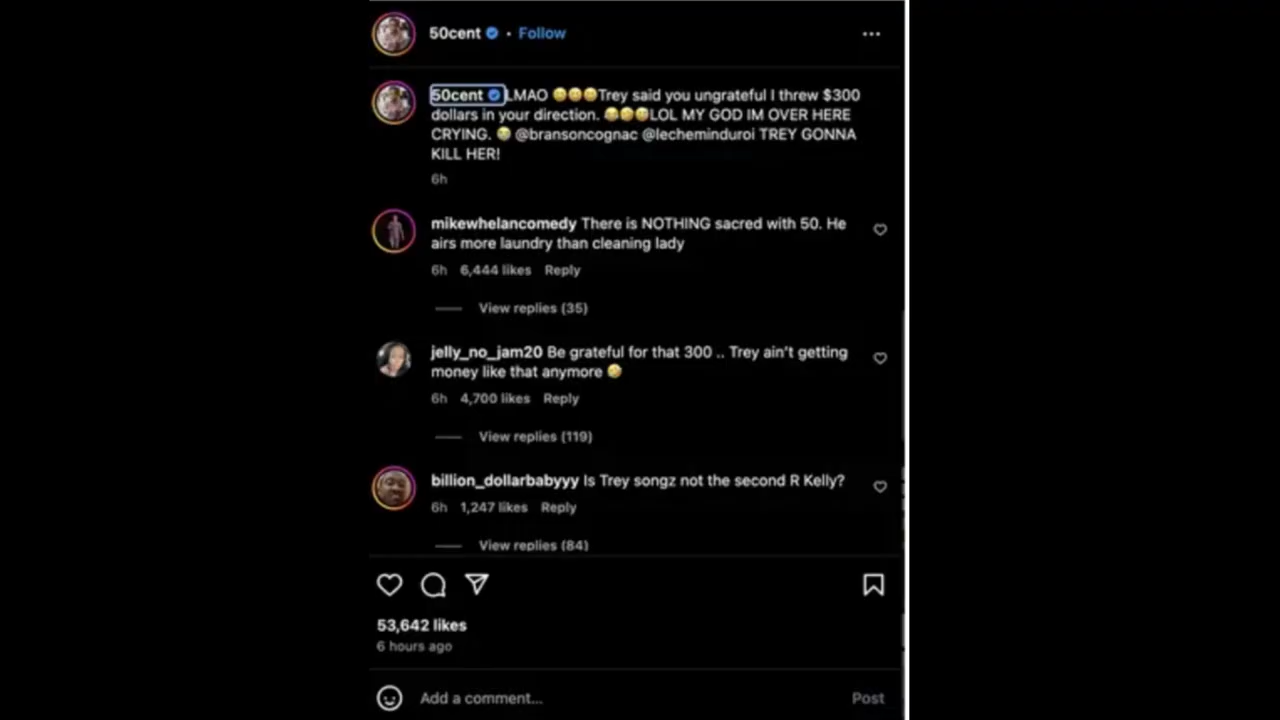 50cent • Follow
50cent LMAO 😄😄😄Trey said you ungrateful I threw $300
dollars in your direction. 😂🤣😅LOL MY GOD IM OVER HERE
CRYING. 😂 @bransoncognac @lecheminduroi TREY GONNA
KILL HER!
6h
mikewhelancomedy There is NOTHING sacred with 50. He
airs more laundry than cleaning lady
6h 6,444 likes Reply
View replies (35)
jelly_no_jam20 Be grateful for that 300 .. Trey ain't getting
money like that anymore 🤣
6h 4,700 likes Reply
View replies (119)
billion_dollarbabyyy Is Trey songz not the second R Kelly?
6h 1,247 likes Reply
View replies (84)
53,642 likes
6 hours ago
Add a comment...
Post